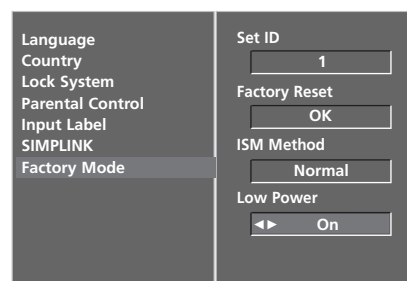 Language
Country
Lock System
Parental Control
Input Label
SIMPLINK
Factory Mode
Set ID
1
Factory Reset
OK
ISM Method
Normal
Low Power
◄► On